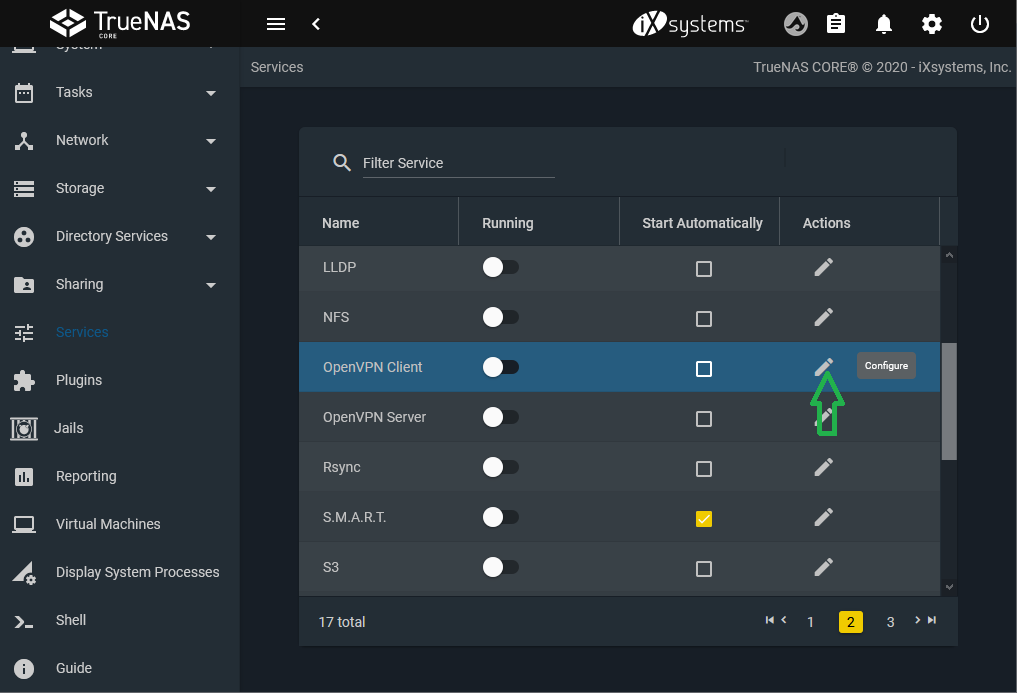 TrueNAS
CORE
iXsystems™
System
Services
TrueNAS CORE® © 2020 - iXsystems, Inc.
Tasks
Network
Storage
Directory Services
Sharing
Services
Plugins
Jails
Reporting
Virtual Machines
Display System Processes
Shell
Guide
Filter Service
Name Running Start Automatically Actions
LLDP
NFS
OpenVPN Client Configure
OpenVPN Server
Rsync
S.M.A.R.T.
S3
17 total 1 2 3